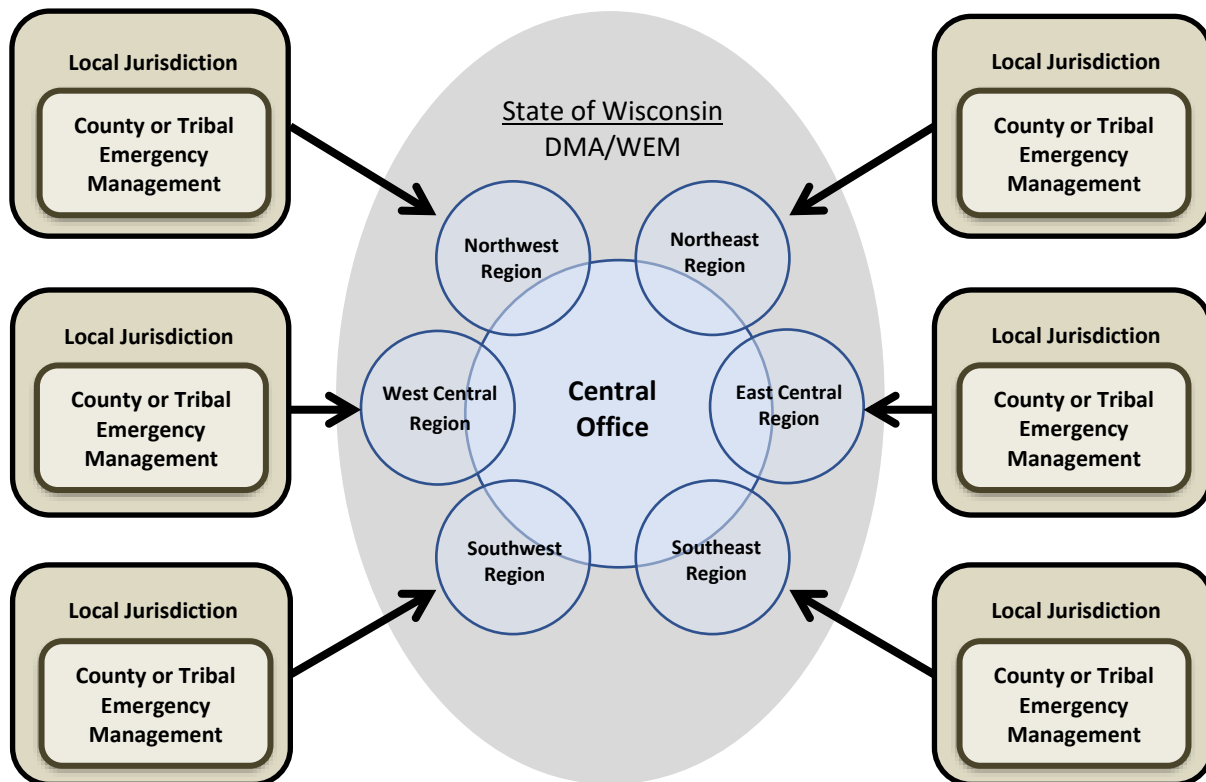 Local Jurisdiction
County or Tribal
Emergency
Management
State of Wisconsin
DMA/WEM
Local Jurisdiction
County or Tribal
Emergency
Management
Northwest
Region
Northeast
Region
Local Jurisdiction
County or Tribal
Emergency
Management
West Central
Region
Central
Office
East Central
Region
Local Jurisdiction
County or Tribal
Emergency
Management
Local Jurisdiction
County or Tribal
Emergency
Management
Southwest
Region
Southeast
Region
Local Jurisdiction
County or Tribal
Emergency
Management